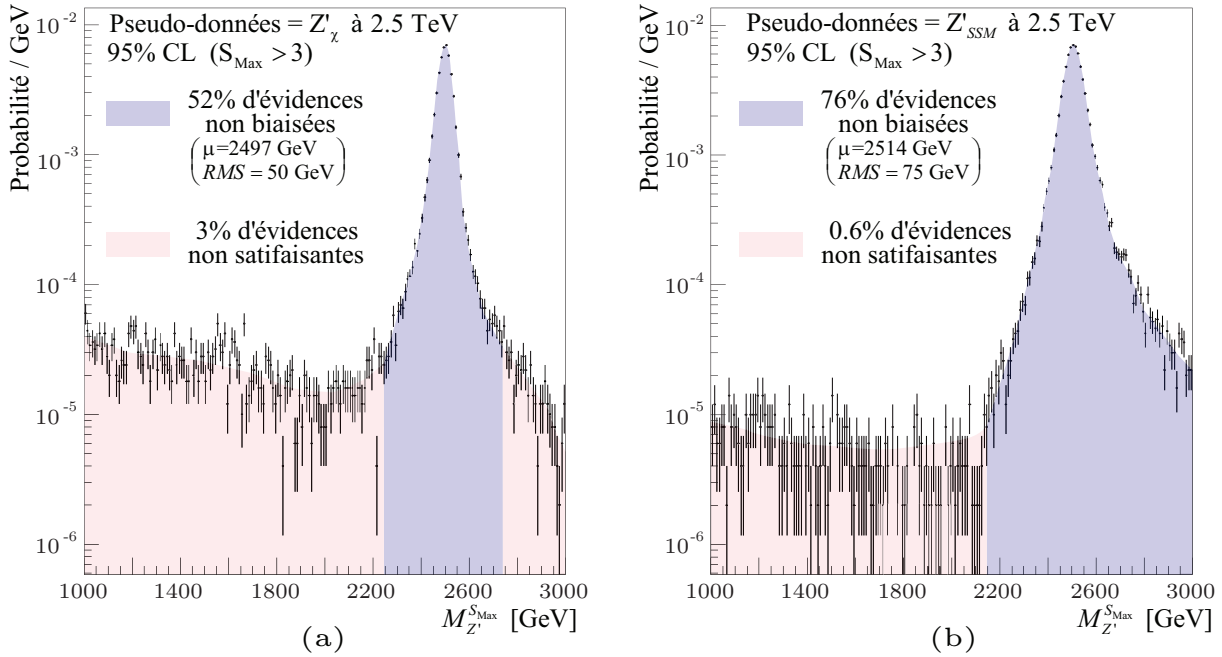 Pseudo-données = Z'χ à 2.5 TeV
95% CL (S_Max > 3)
52% d'évidences
non biaisées
(μ=2497 GeV
RMS = 50 GeV)
3% d'évidences
non satifaisantes
Probabilité / GeV
10^-2
10^-3
10^-4
10^-5
10^-6
1000 1400 1800 2200 2600 3000
M_Z'^S_Max [GeV]
(a)
Pseudo-données = Z'_SSM à 2.5 TeV
95% CL (S_Max > 3)
76% d'évidences
non biaisées
(μ=2514 GeV
RMS = 75 GeV)
0.6% d'évidences
non satifaisantes
Probabilité / GeV
10^-2
10^-3
10^-4
10^-5
10^-6
1000 1400 1800 2200 2600 3000
M_Z'^S_Max [GeV]
(b)